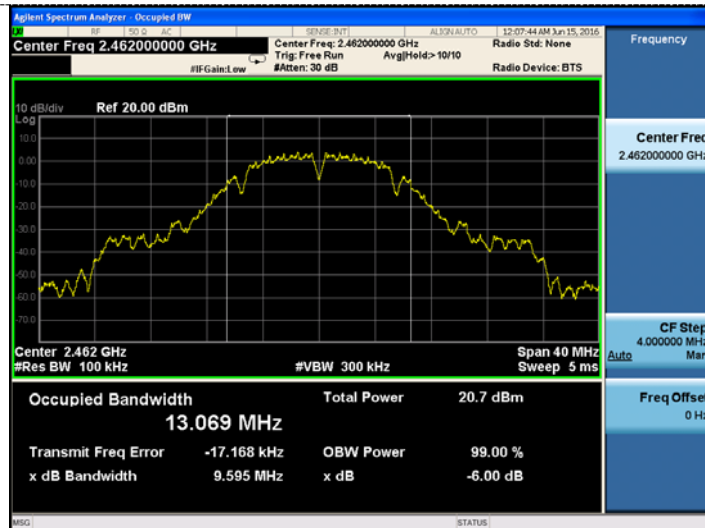 Agilent Spectrum Analyzer - Occupied BW
RF 50 Ω AC SENSE:INT ALIGN AUTO 12:07:44 AM Jun 15, 2016
Center Freq 2.462000000 GHz
Center Freq: 2.462000000 GHz
Radio Std: None
Trig: Free Run Avg|Hold:> 10/10
#IFGain:Low
#Atten: 30 dB
Radio Device: BTS
10 dB/div Ref 20.00 dBm
Log
10.0
0.00
-10.0
-20.0
-30.0
-40.0
-50.0
-60.0
-70.0
Center 2.462 GHz Span 40 MHz
#Res BW 100 kHz #VBW 300 kHz Sweep 5 ms
Occupied Bandwidth Total Power 20.7 dBm
13.069 MHz
Transmit Freq Error -17.168 kHz OBW Power 99.00 %
x dB Bandwidth 9.595 MHz x dB -6.00 dB
MSG STATUS
Frequency
Center Freq
2.462000000 GHz
CF Step
4.000000 MHz
Auto Man
Freq Offset
0 Hz